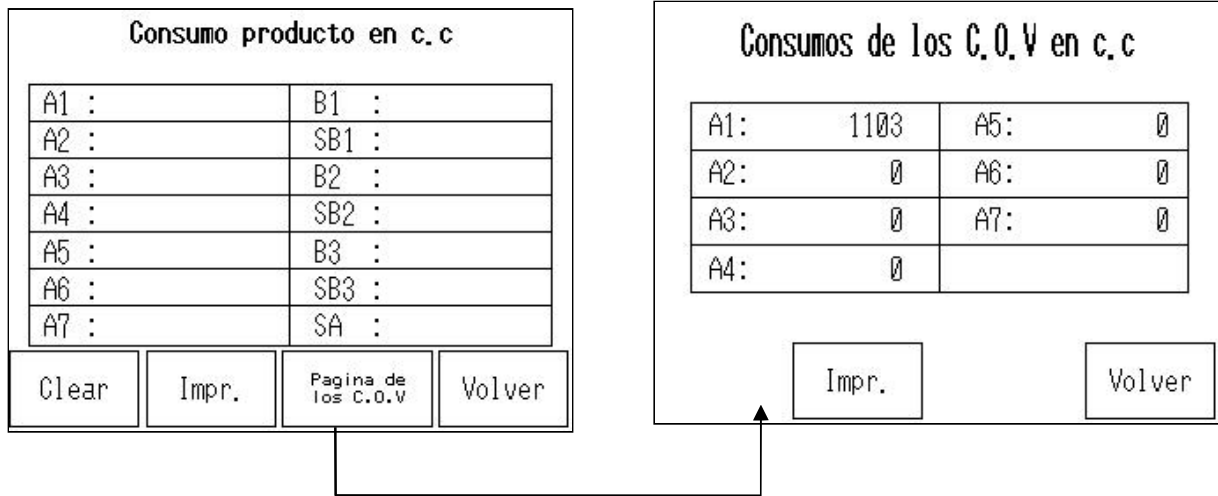 Consumo producto en c.c
A1 : B1 :
A2 : SB1 :
A3 : B2 :
A4 : SB2 :
A5 : B3 :
A6 : SB3 :
A7 : SA :
Clear Impr. Pagina de los C.O.V Volver
Consumos de los C.O.V en c.c
A1: 1103 A5: 0
A2: 0 A6: 0
A3: 0 A7: 0
A4: 0
Impr. Volver